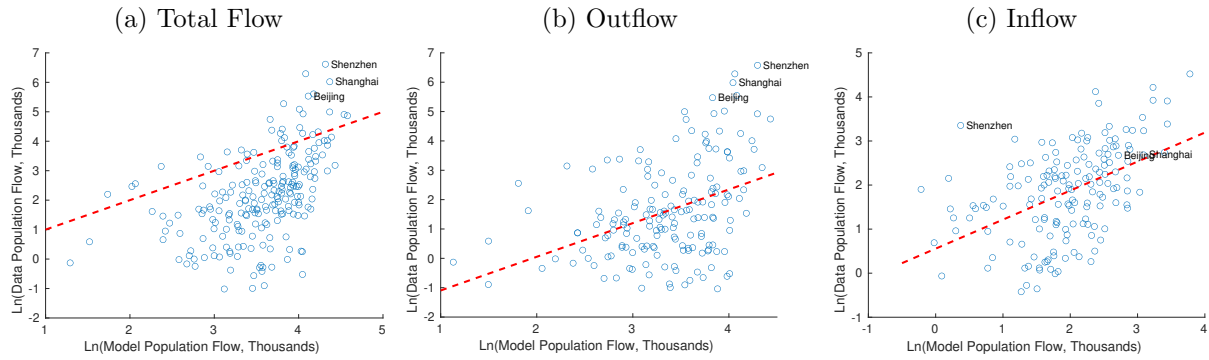 (a) Total Flow
(b) Outflow
(c) Inflow
Ln(Data Population Flow, Thousands)
7
6
5
4
3
2
1
0
-1
-2
Shenzhen
Shanghai
Beijing
1
2
3
4
5
Ln(Model Population Flow, Thousands)
Ln(Data Population Flow, Thousands)
7
6
5
4
3
2
1
0
-1
-2
Shenzhen
Shanghai
Beijing
1
2
3
4
Ln(Model Population Flow, Thousands)
Ln(Data Population Flow, Thousands)
5
4
3
2
1
0
-1
Shenzhen
Beijing
Shanghai
-1
0
1
2
3
4
Ln(Model Population Flow, Thousands)